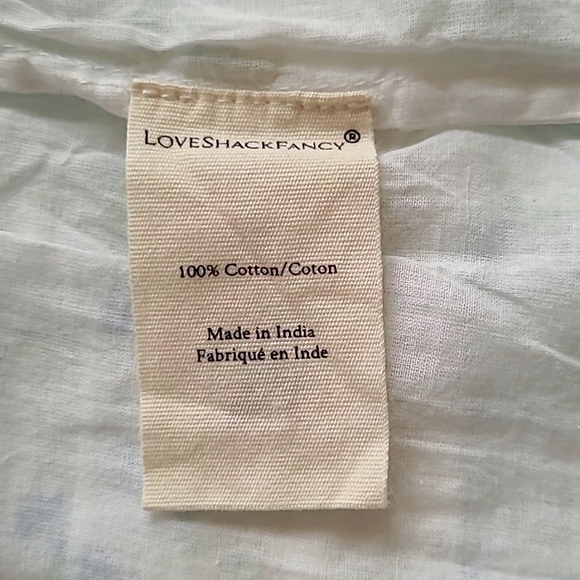 LOVESHACKFANCY®
100% Cotton/Coton
Made in India
Fabriqué en Inde